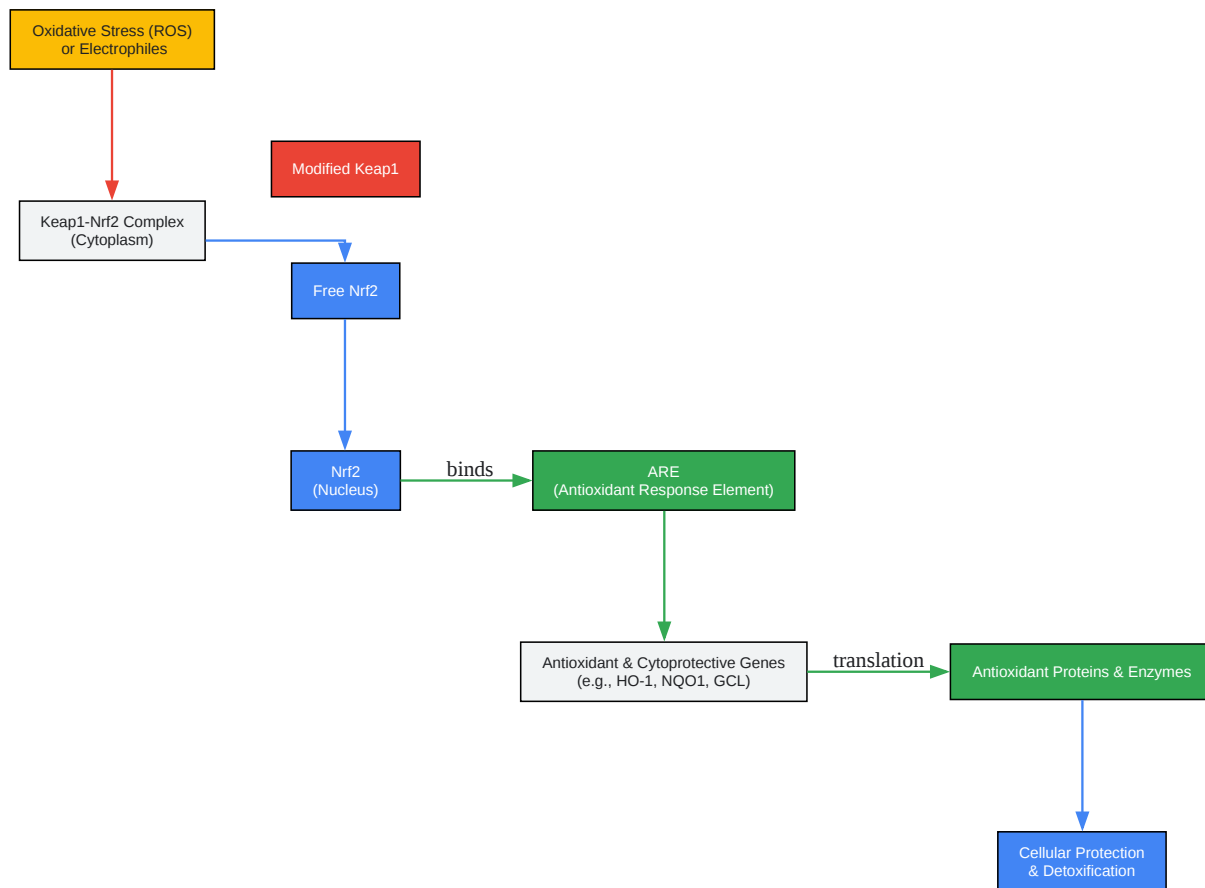 Oxidative Stress (ROS)
or Electrophiles
Modified Keap1
Keap1-Nrf2 Complex
(Cytoplasm)
Free Nrf2
Nrf2
(Nucleus)
binds
ARE
(Antioxidant Response Element)
Antioxidant & Cytoprotective Genes
(e.g., HO-1, NQO1, GCL)
translation
Antioxidant Proteins & Enzymes
Cellular Protection
& Detoxification